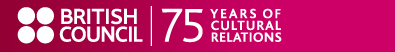 BRITISH
COUNCIL
75
YEARS OF
CULTURAL
RELATIONS